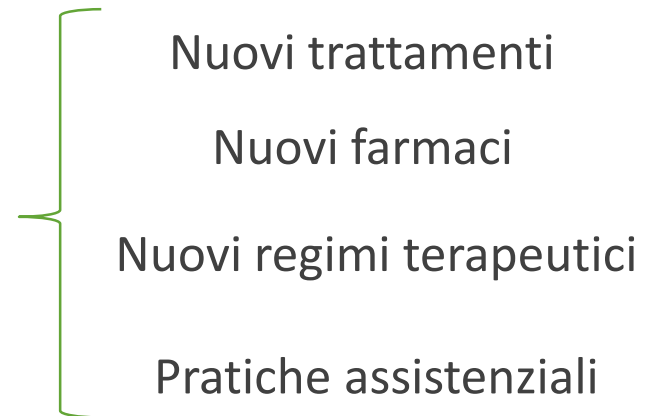 Nuovi trattamenti
Nuovi farmaci
Nuovi regimi terapeutici
Pratiche assistenziali